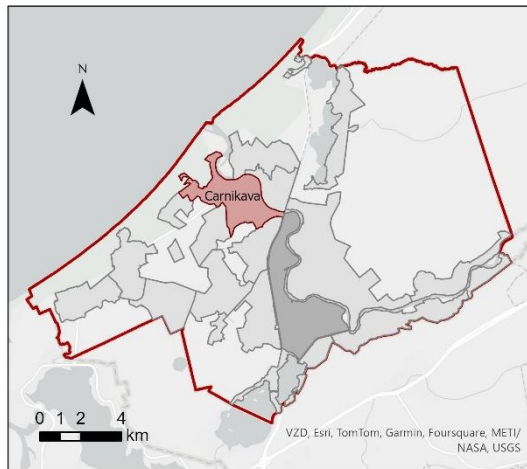 N
Carnikava
0 1 2 4
km
VZD, Esri, TomTom, Garmin, Foursquare, METI/
NASA, USGS